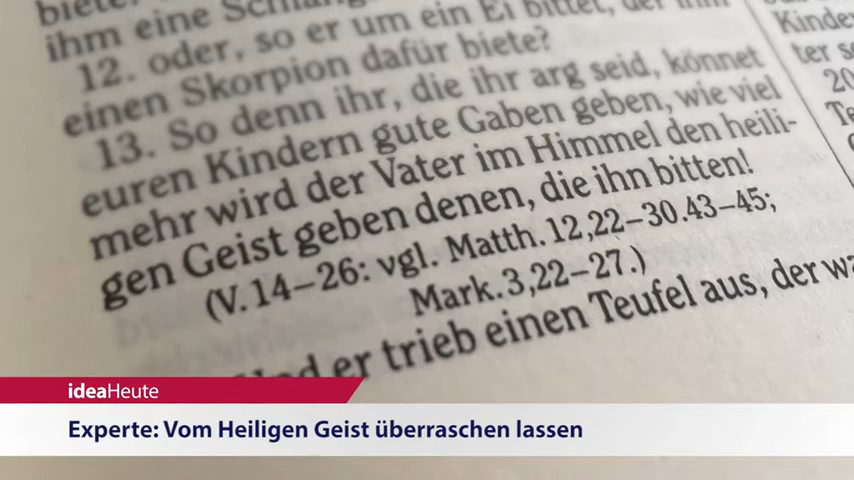 ihm eine
12. oder, so er um ein Ei bittet, der ihm
einen Skorpion dafür biete?
13. So denn ihr, die ihr arg seid, könnet
euren Kindern gute Gaben geben, wie viel
mehr wird der Vater im Himmel den heili-
gen Geist geben denen, die ihn bitten!
(V. 14–26: vgl. Matth. 12,22–30.43–45;
Mark. 3,22–27.)
Und er trieb einen Teufel aus, der
Kinde
ter
20
Te
ideaHeute
Experte: Vom Heiligen Geist überraschen lassen